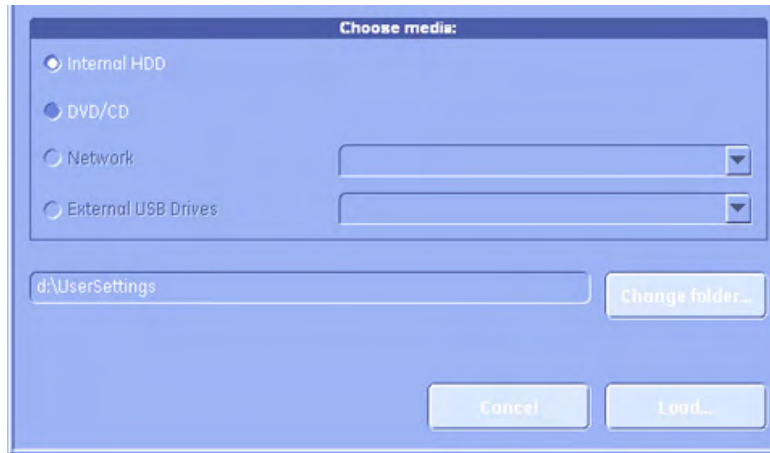 Choose media:
Internal HDD
DVD/CD
Network
External USB Drives
d:\UserSettings
Change folder...
Cancel
Load...